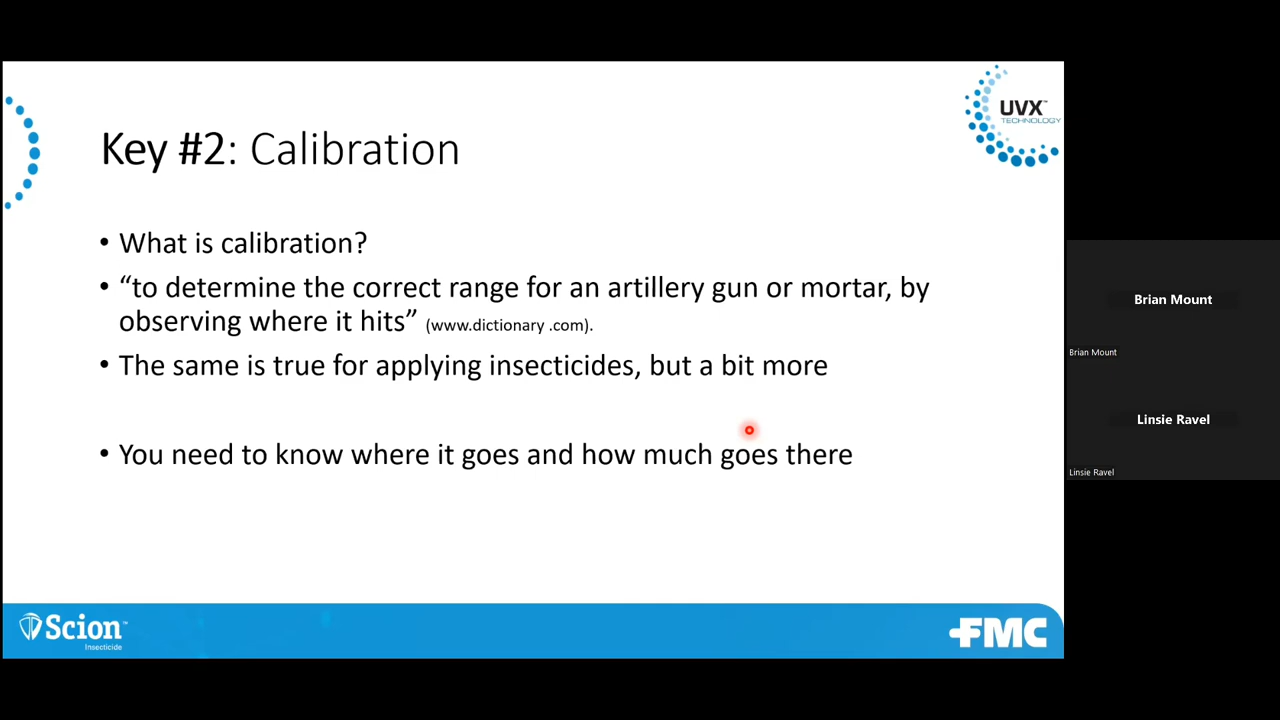 UVX™
TECHNOLOGY
Key #2: Calibration
• What is calibration?
• “to determine the correct range for an artillery gun or mortar, by
observing where it hits” (www.dictionary .com).
• The same is true for applying insecticides, but a bit more
• You need to know where it goes and how much goes there
Scion™
Insecticide
FMC
Brian Mount
Brian Mount
Linsie Ravel
Linsie Ravel